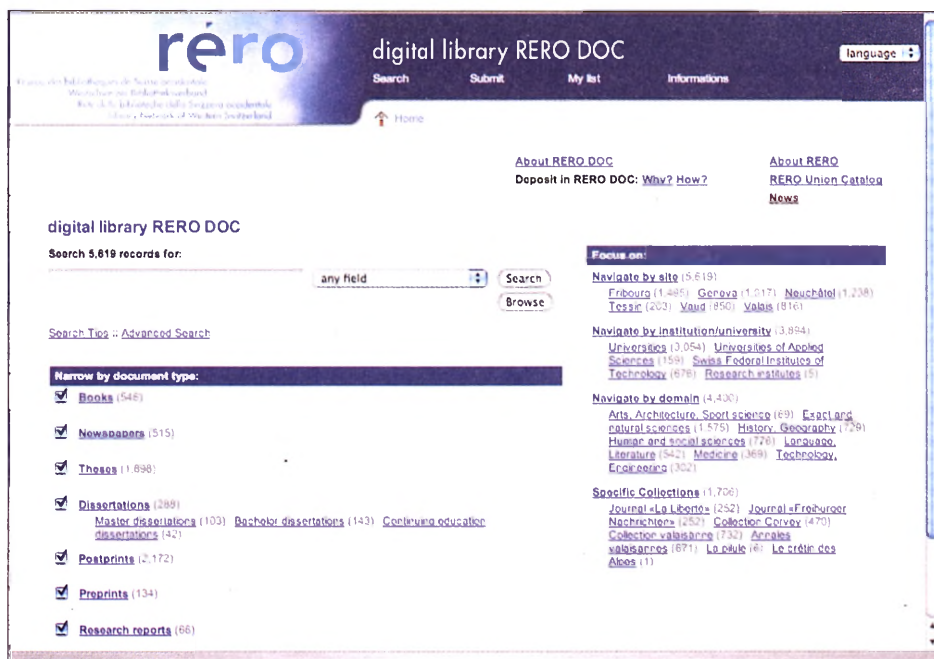 réro
digital library RERO DOC
language
Search Submit My list Informations
Library Network of Western Switzerland
Home
About RERO DOC
Deposit in RERO DOC: Why? How?
About RERO
RERO Union Catalog
News
digital library RERO DOC
Search 5,619 records for:
any field
Search
Browse
Search Tips :: Advanced Search
Narrow by document type:
Books (546)
Newspapers (515)
Theses (1,898)
Dissertations (288)
Master dissertations (103) Bachelor dissertations (143) Continuing education
dissertations (42)
Postprints (2,172)
Preprints (134)
Research reports (66)
Focus on:
Navigate by site (5,619)
Fribourg (1,495) Geneva (1,017) Neuchâtel (1,238)
Tessin (203) Vaud (850) Valais (816)
Navigate by institution/university (3,894)
Universities (3,054) Universities of Applied
Sciences (159) Swiss Federal Institutes of
Technology (676) Research institutes (5)
Navigate by domain (4,400)
Arts, Architecture, Sport science (69) Exact and
natural sciences (1,575) History, Geography (729)
Human and social sciences (776) Language,
Literature (542) Medicine (369) Technology,
Engineering (302)
Specific Collections (1,706)
Journal «La Liberté» (252) Journal «Freiburger
Nachrichten» (252) Collection Corvey (470)
Collection valaisanne (732) Annales
valaisannes (671) La pilule (6) Le crétin des
Alpes (1)